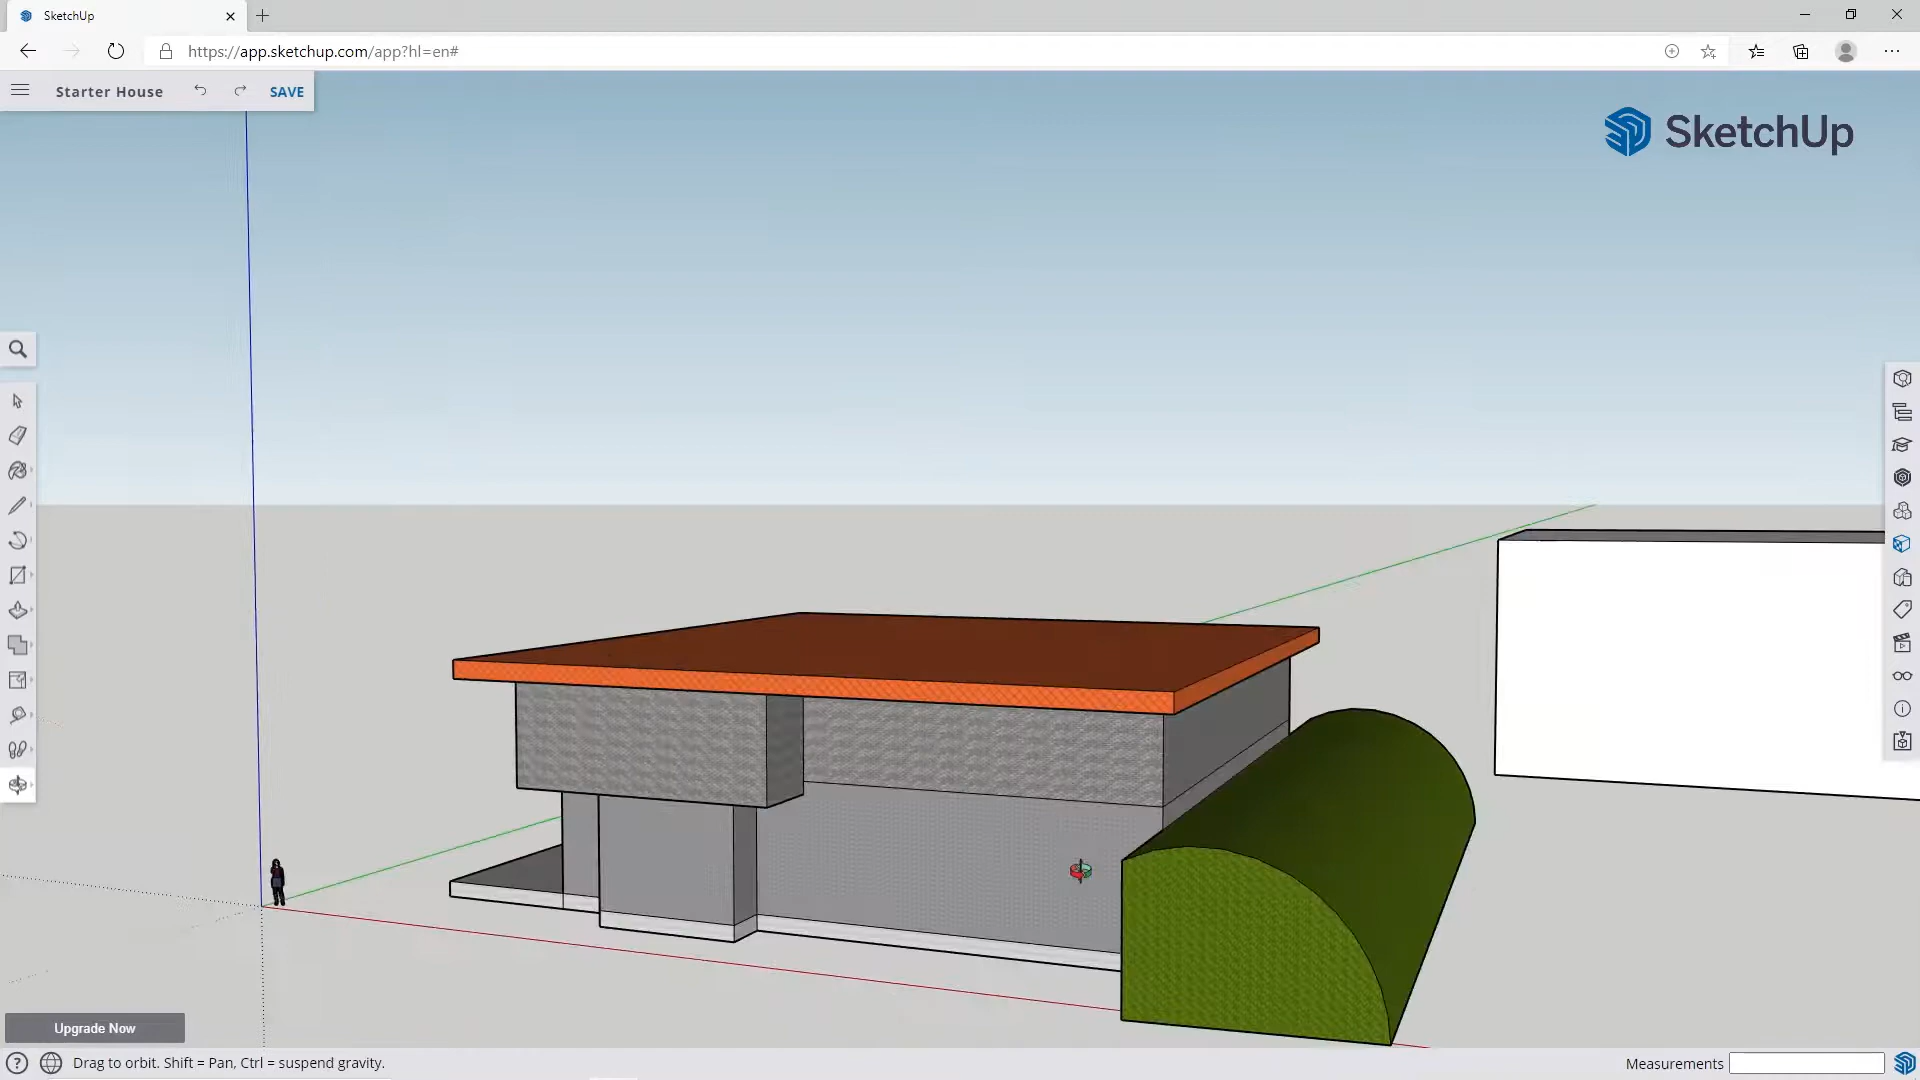 SketchUp
https://app.sketchup.com/app?hl=en#
Starter House
SAVE
SketchUp
Upgrade Now
Drag to orbit. Shift = Pan, Ctrl = suspend gravity.
Measurements